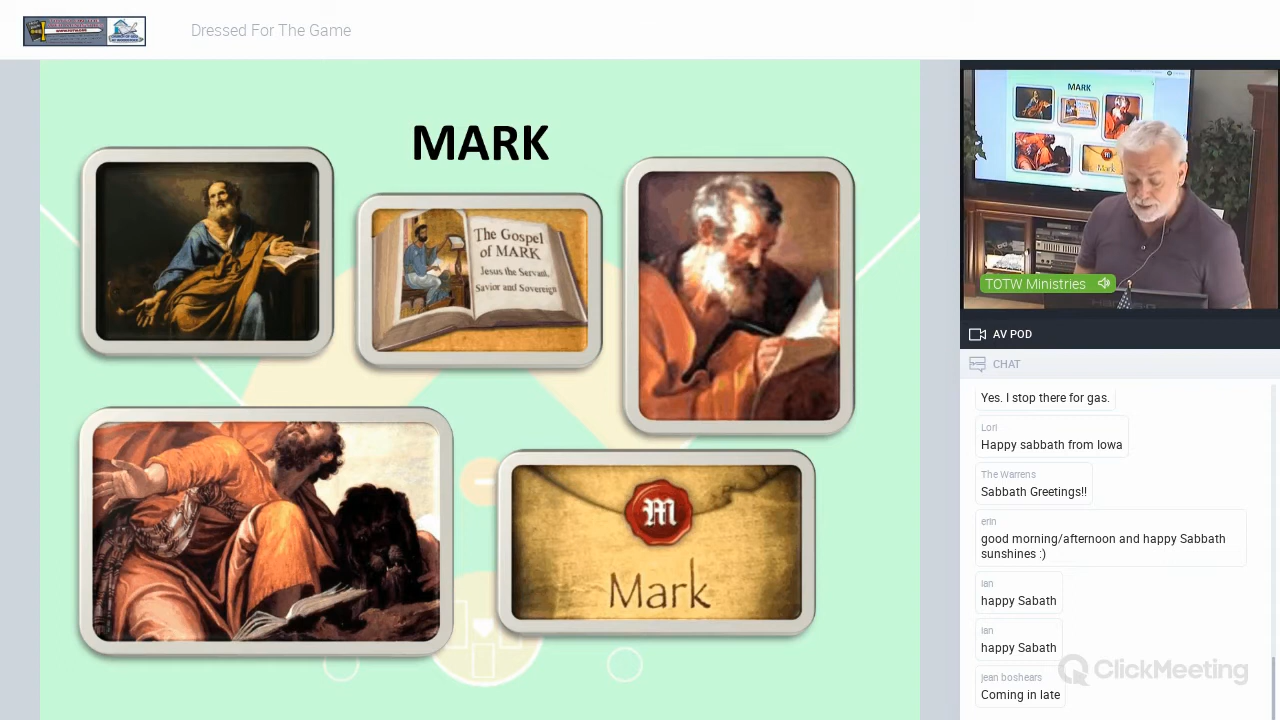 Dressed For The Game
MARK
The Gospel
of MARK
Jesus the Servant,
Savior and Sovereign
M
Mark
MARK
Mark
TOTW Ministries
AV POD
CHAT
Yes. I stop there for gas.
Lori
Happy sabbath from Iowa
The Warrens
Sabbath Greetings!!
erin
good morning/afternoon and happy Sabbath
sunshines :)
ian
happy Sabath
ian
happy Sabath
jean boshears
Coming in late
ClickMeeting